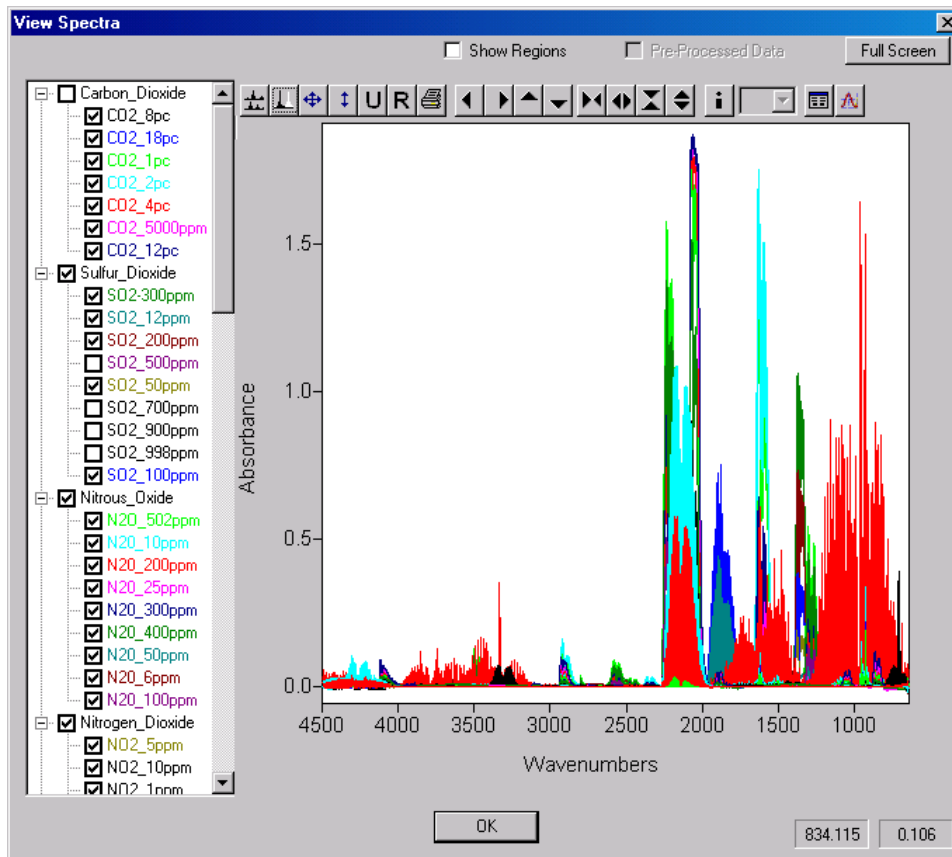 View Spectra
Show Regions
Pre-Processed Data
Full Screen
Carbon_Dioxide
CO2_8pc
CO2_18pc
CO2_1pc
CO2_2pc
CO2_4pc
CO2_5000ppm
CO2_12pc
Sulfur_Dioxide
SO2-300ppm
SO2_12ppm
SO2_200ppm
SO2_500ppm
SO2_50ppm
SO2_700ppm
SO2_900ppm
SO2_998ppm
SO2_100ppm
Nitrous_Oxide
N2O_502ppm
N2O_10ppm
N2O_200ppm
N2O_25ppm
N2O_300ppm
N2O_400ppm
N2O_50ppm
N2O_6ppm
N2O_100ppm
Nitrogen_Dioxide
NO2_5ppm
NO2_10ppm
NO2_1ppm
U R i
Absorbance
1.5
1.0
0.5
0.0
4500 4000 3500 3000 2500 2000 1500 1000
Wavenumbers
OK
834.115 0.106